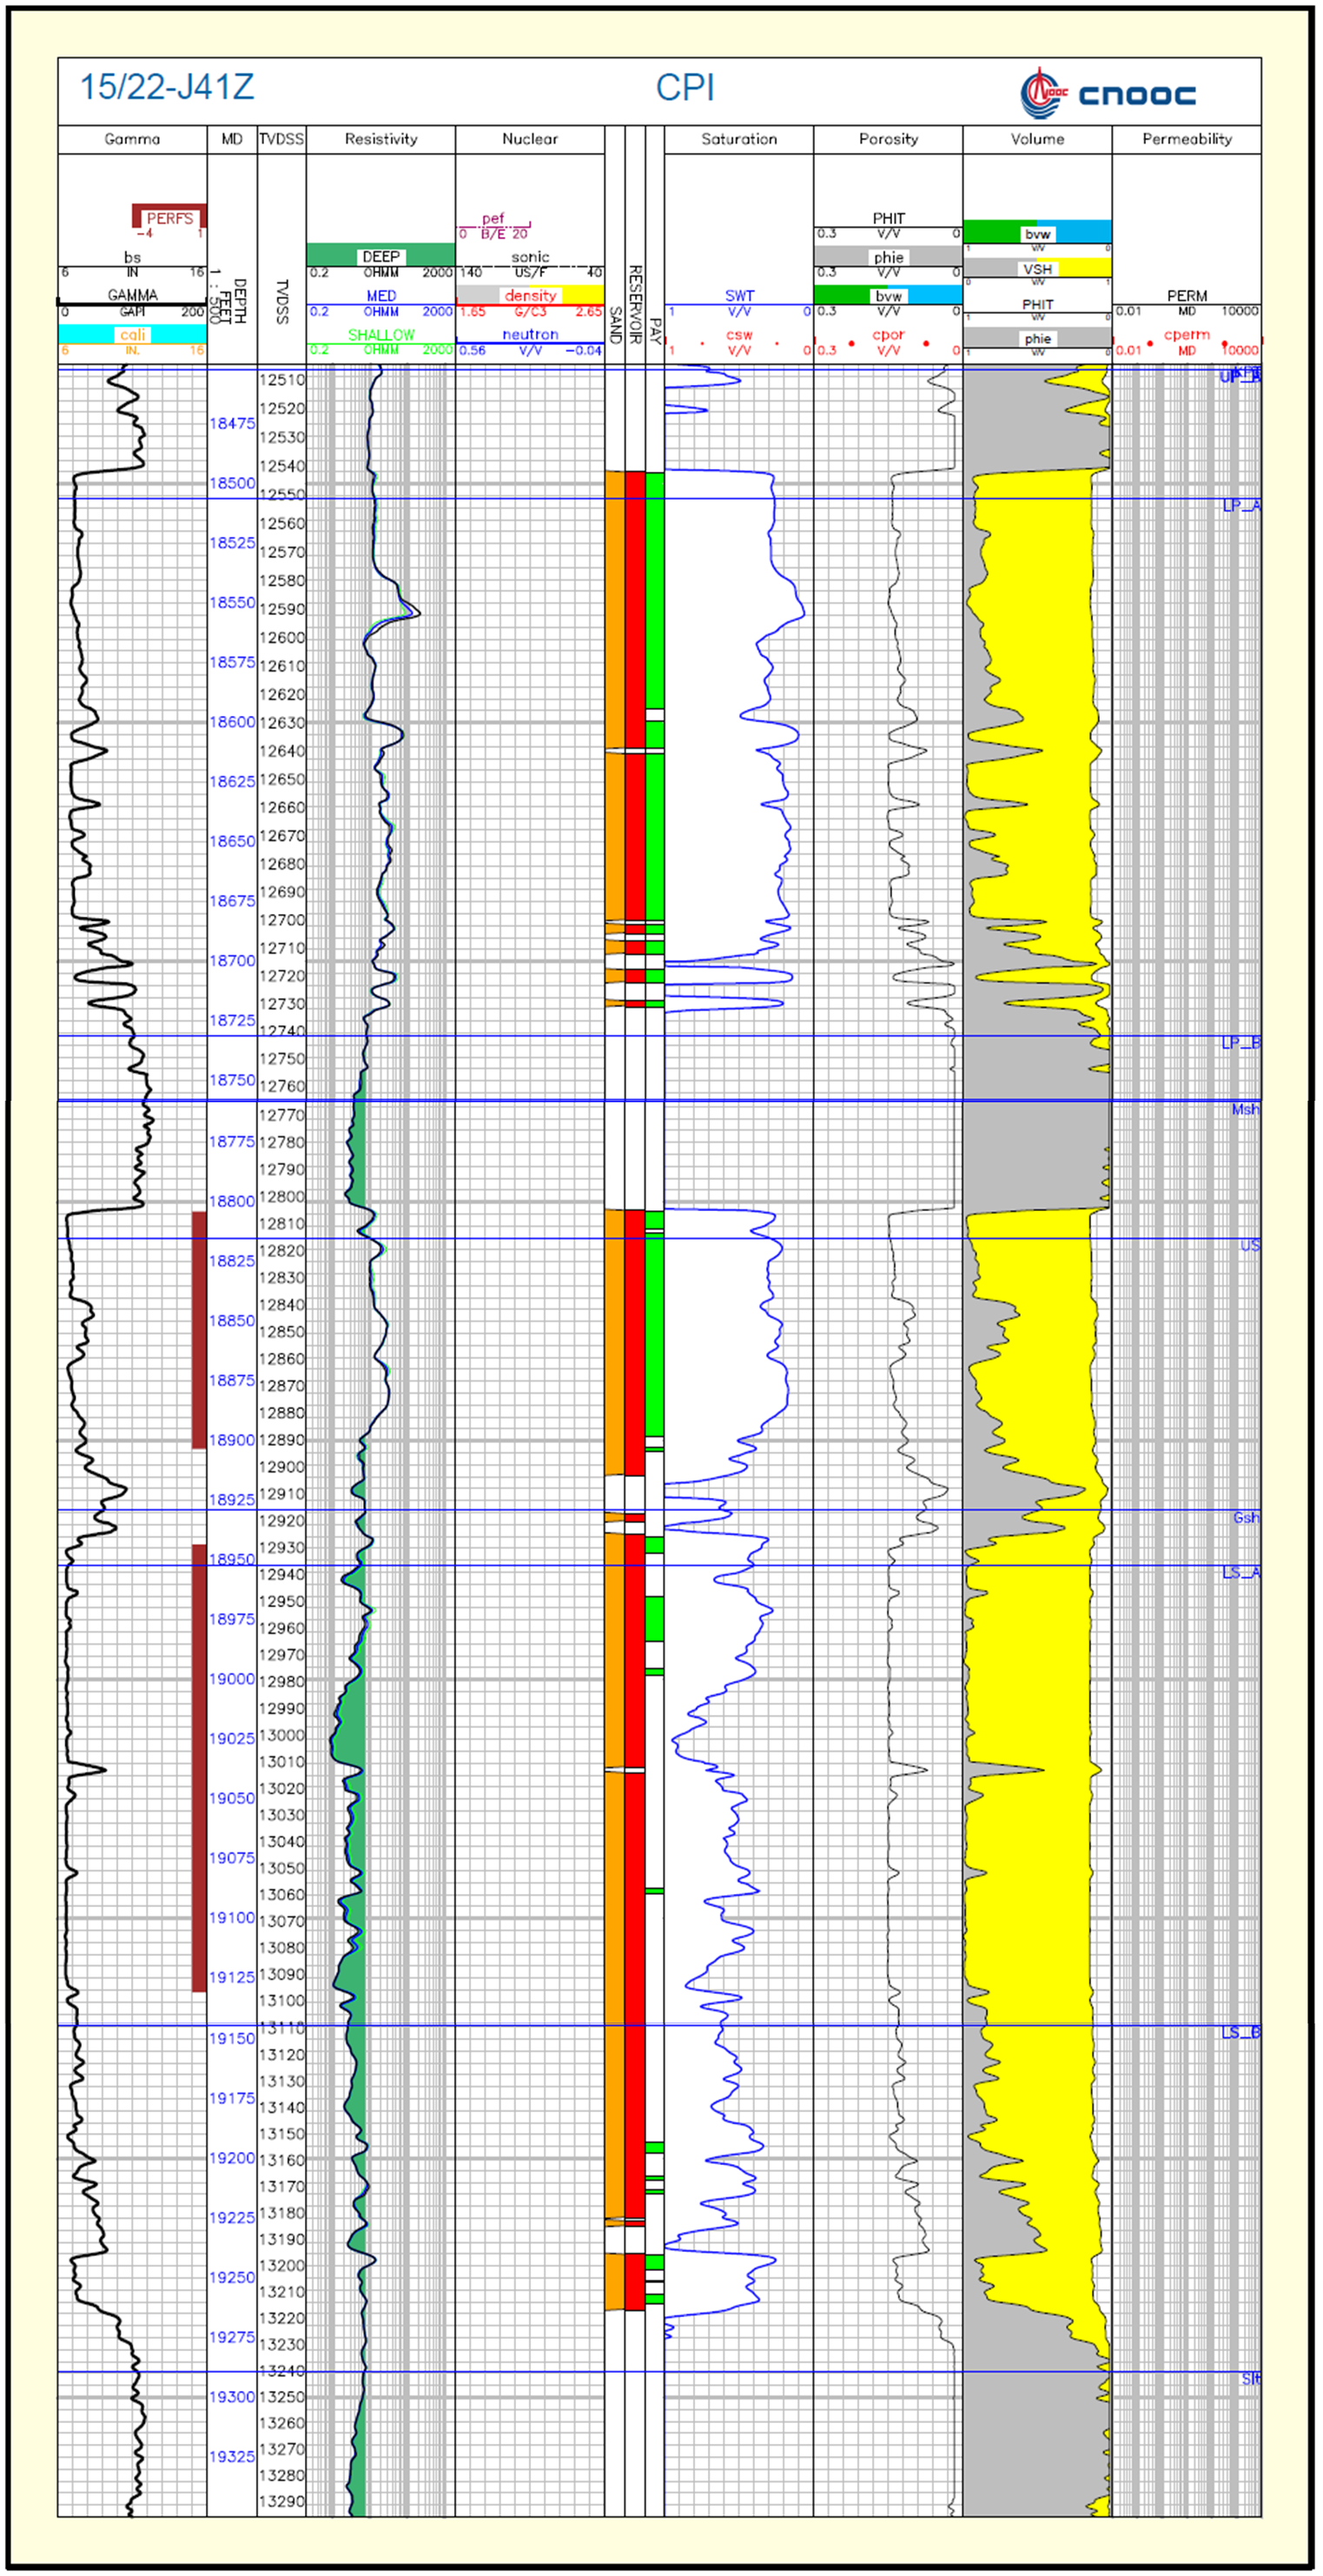 15/22-J41Z CPI CNOOC
Gamma MD TVDSS Resistivity Nuclear Saturation Porosity Volume Permeability
PERFS
-4 1
bs
6 IN 16
GAMMA
0 GAPI 200
cali
6 IN. 16
DEPTH
FEET
1 : 500
TVDSS
DEEP
0.2 OHMM 2000
MED
0.2 OHMM 2000
SHALLOW
0.2 OHMM 2000
pef
0 B/E 20
sonic
140 US/F 40
density
1.65 G/C3 2.65
neutron
0.56 V/V -0.04
SAND
RESERVOIR
PAY
SWT
1 V/V 0
csw
1 V/V 0
PHIT
0.3 V/V 0
phie
0.3 V/V 0
bvw
0.3 V/V 0
cpor
0.3 V/V 0
bvw
1 V/V 0
VSH
0 V/V 1
PHIT
1 V/V 0
phie
1 V/V 0
PERM
0.01 MD 10000
cperm
0.01 MD 10000
12510
UP_A
18475
12520
12530
12540
18500
12550
LP_A
12560
18525
12570
12580
18550
12590
12600
18575
12610
12620
18600
12630
12640
18625
12650
12660
18650
12670
12680
18675
12690
12700
12710
18700
12720
12730
18725
12740
LP_B
12750
18750
12760
12770
Msh
18775
12780
12790
18800
12800
12810
US
12820
18825
12830
12840
18850
12850
12860
18875
12870
12880
18900
12890
12900
12910
18925
Gsh
12920
12930
18950
LS_A
12940
12950
18975
12960
12970
19000
12980
12990
19025
13000
13010
13020
19050
13030
13040
19075
13050
13060
19100
13070
13080
19125
13090
13100
13110
LS_B
19150
13120
13130
19175
13140
13150
19200
13160
13170
19225
13180
13190
13200
19250
13210
13220
19275
13230
13240
Slt
19300
13250
13260
19325
13270
13280
13290